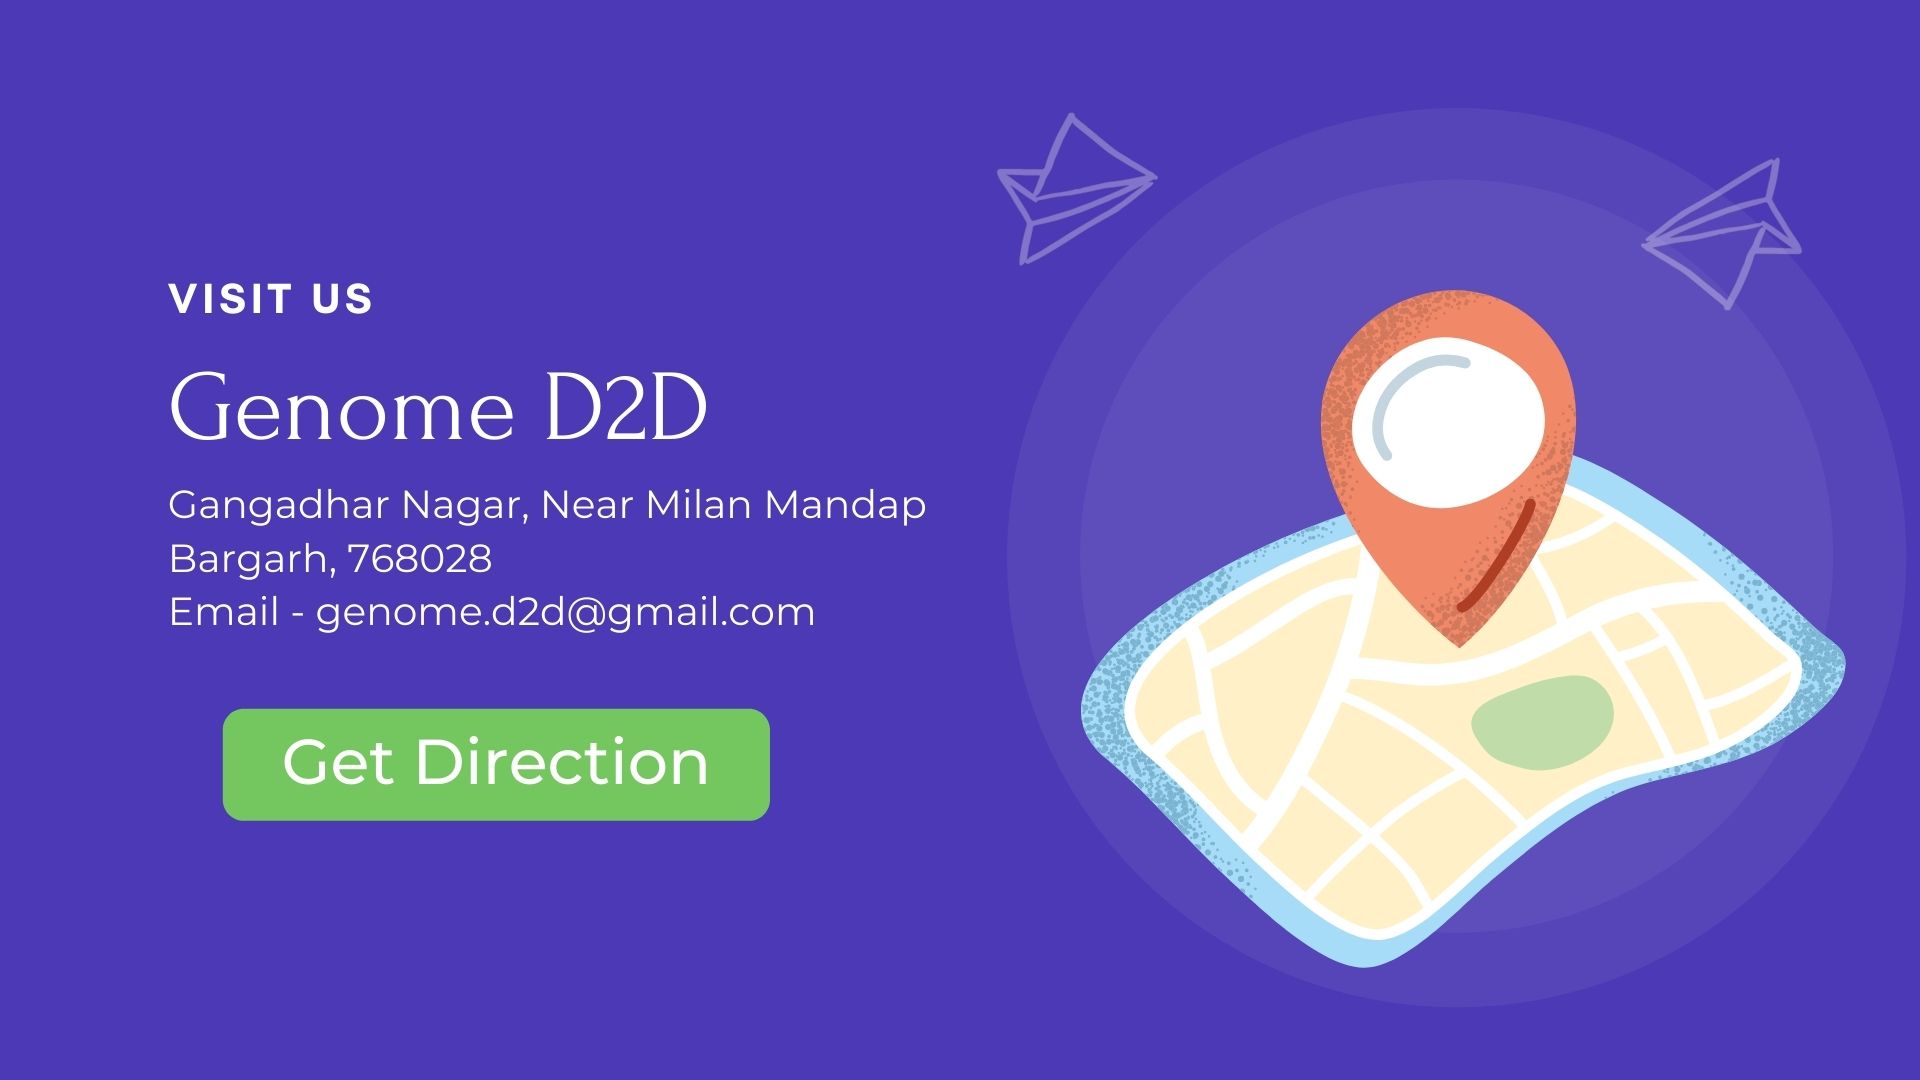 VISIT US
Genome D2D
Gangadhar Nagar, Near Milan Mandap
Bargarh, 768028
Email - genome.d2d@gmail.com
Get Direction